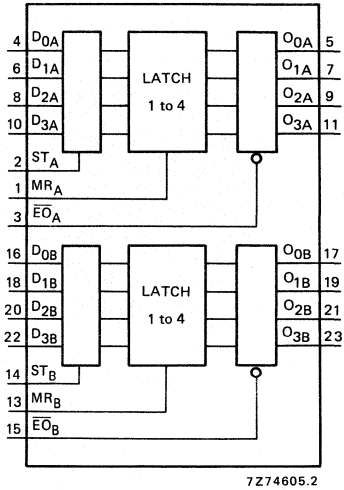 4 D0A O0A 5
6 D1A LATCH O1A 7
8 D2A 1 to 4 O2A 9
10 D3A O3A 11
2 STA
1 MRA
3 EOA
16 D0B O0B 17
18 D1B LATCH O1B 19
20 D2B 1 to 4 O2B 21
22 D3B O3B 23
14 STB
13 MRB
15 EOB
7Z74605.2